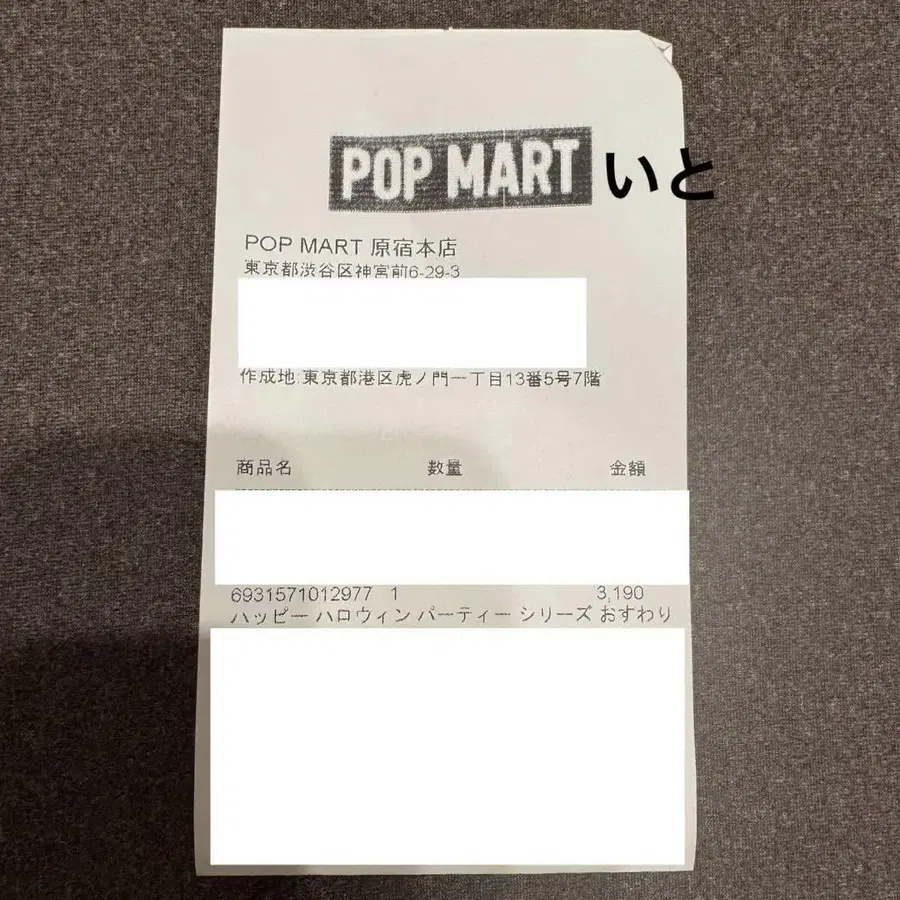 POP MART いと
POP MART 原宿本店
東京都渋谷区神宮前6-29-3
作成地:東京都港区虎ノ門一丁目13番5号7階
商品名 数量 金額
6931571012977 1 3,190
ハッピー ハロウィン パーティー シリーズ おすわり